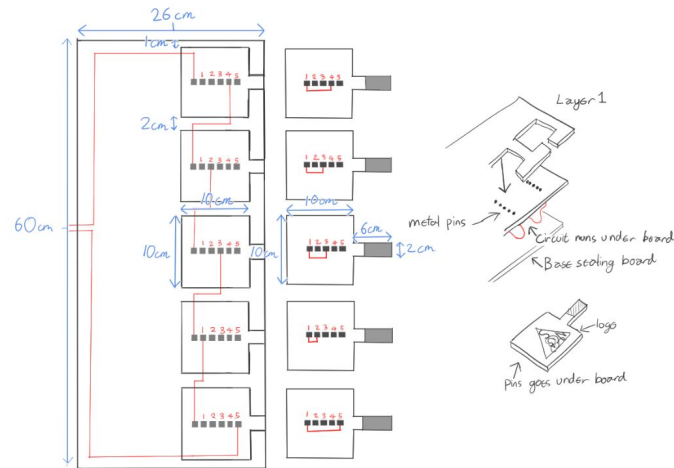 26cm
1cm
1 2 3 4 5
1 2 3 4 5
2cm
1 2 3 4 5
1 2 3 4 5
60cm
10cm
10cm
10cm
1 2 3 4 5
10cm
1 2 3 4 5
6cm
2cm
1 2 3 4 5
1 2 3 4 5
1 2 3 4 5
1 2 3 4 5
Layer 1
metal pins
Circuit runs under board
Base sealing board
logo
Pins goes under board